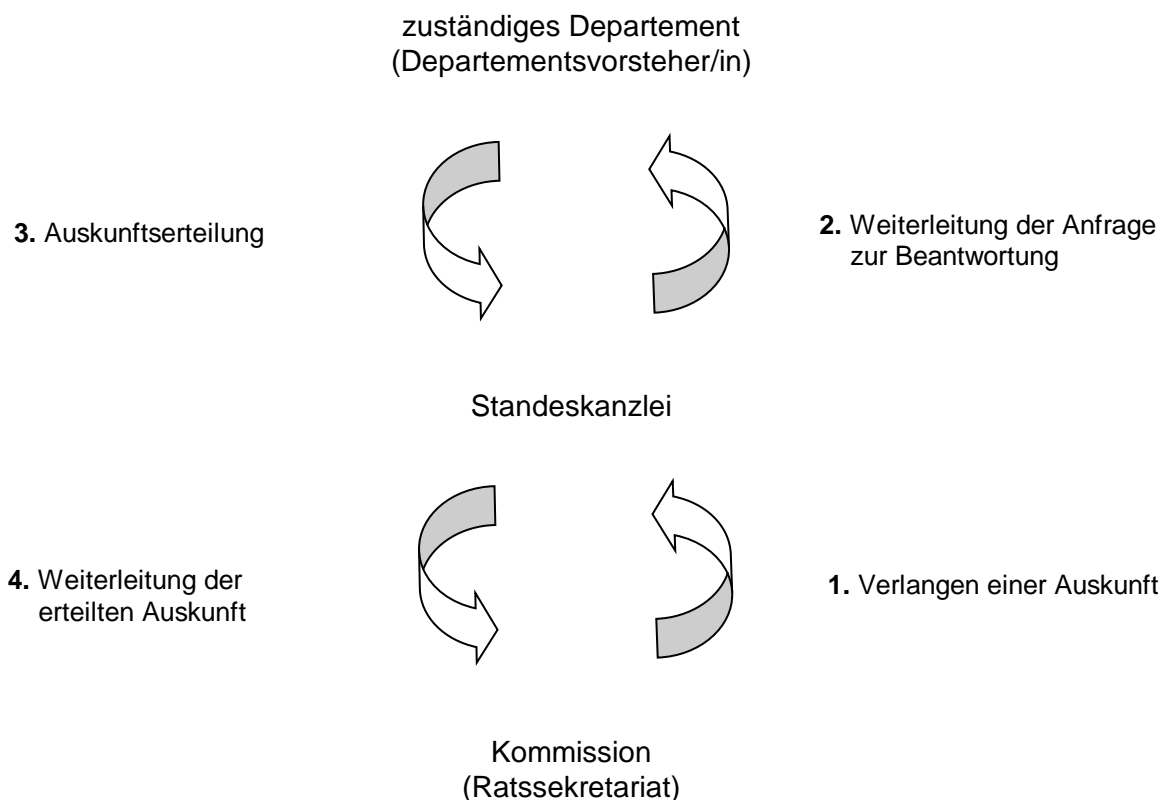 zuständiges Departement
(Departementsvorsteher/in)
3. Auskunftserteilung
2. Weiterleitung der Anfrage
zur Beantwortung
Standeskanzlei
4. Weiterleitung der
erteilten Auskunft
1. Verlangen einer Auskunft
Kommission
(Ratssekretariat)